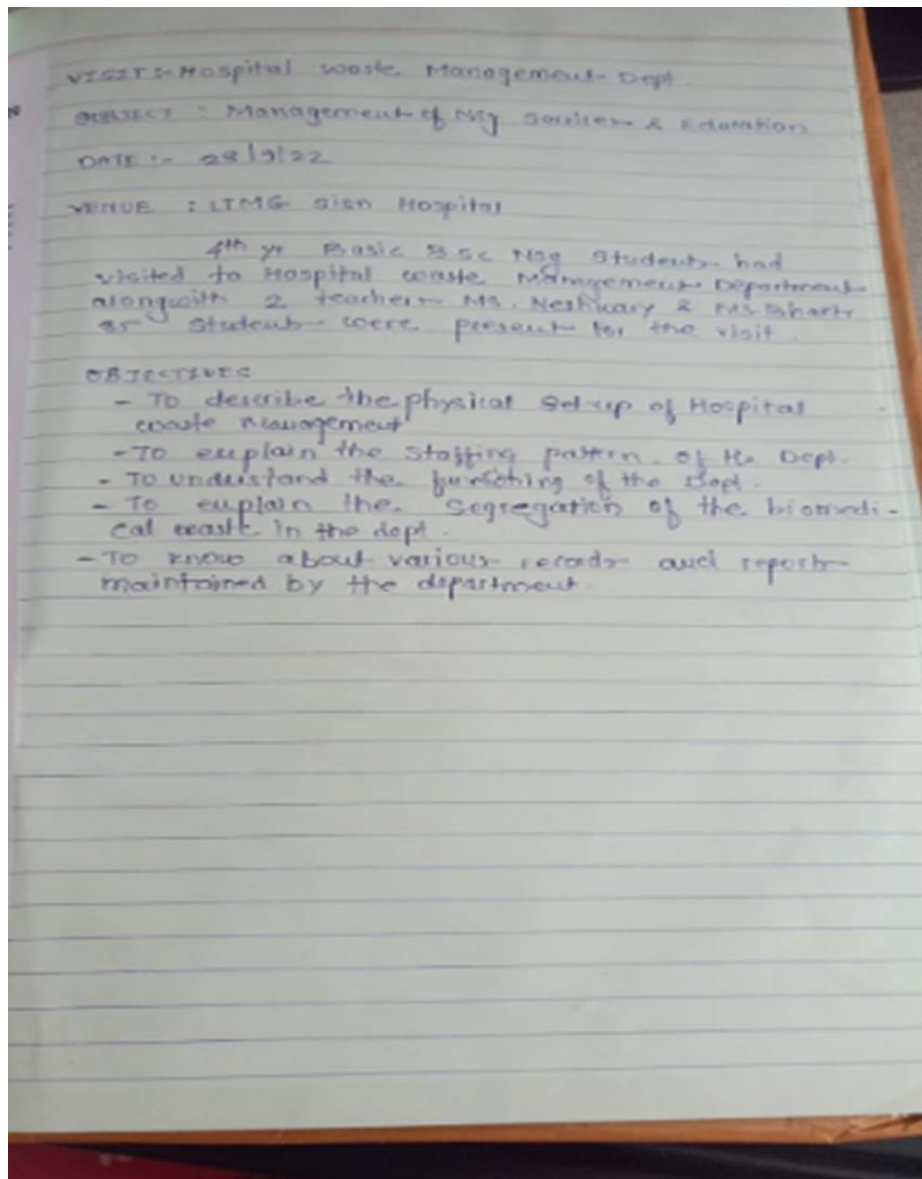 VISIT :- Hospital waste Management Dept.
SUBJECT : Management of Nsg Services & Education
DATE :- 28/9/22
VENUE : LTMG Sion Hospital
4th yr Basic B.Sc Nsg Students had
visited to Hospital waste Management Department
alongwith 2 teachers Ms. & Ms. Bharti
Students were present for the visit.
OBJECTIVES
- To describe the physical set-up of Hospital
waste management
- To explain the staffing pattern of the Dept.
- To understand the of the Dept.
- To explain the segregation of the biomedi-
cal waste in the dept.
- To know about various records and reports
maintained by the department